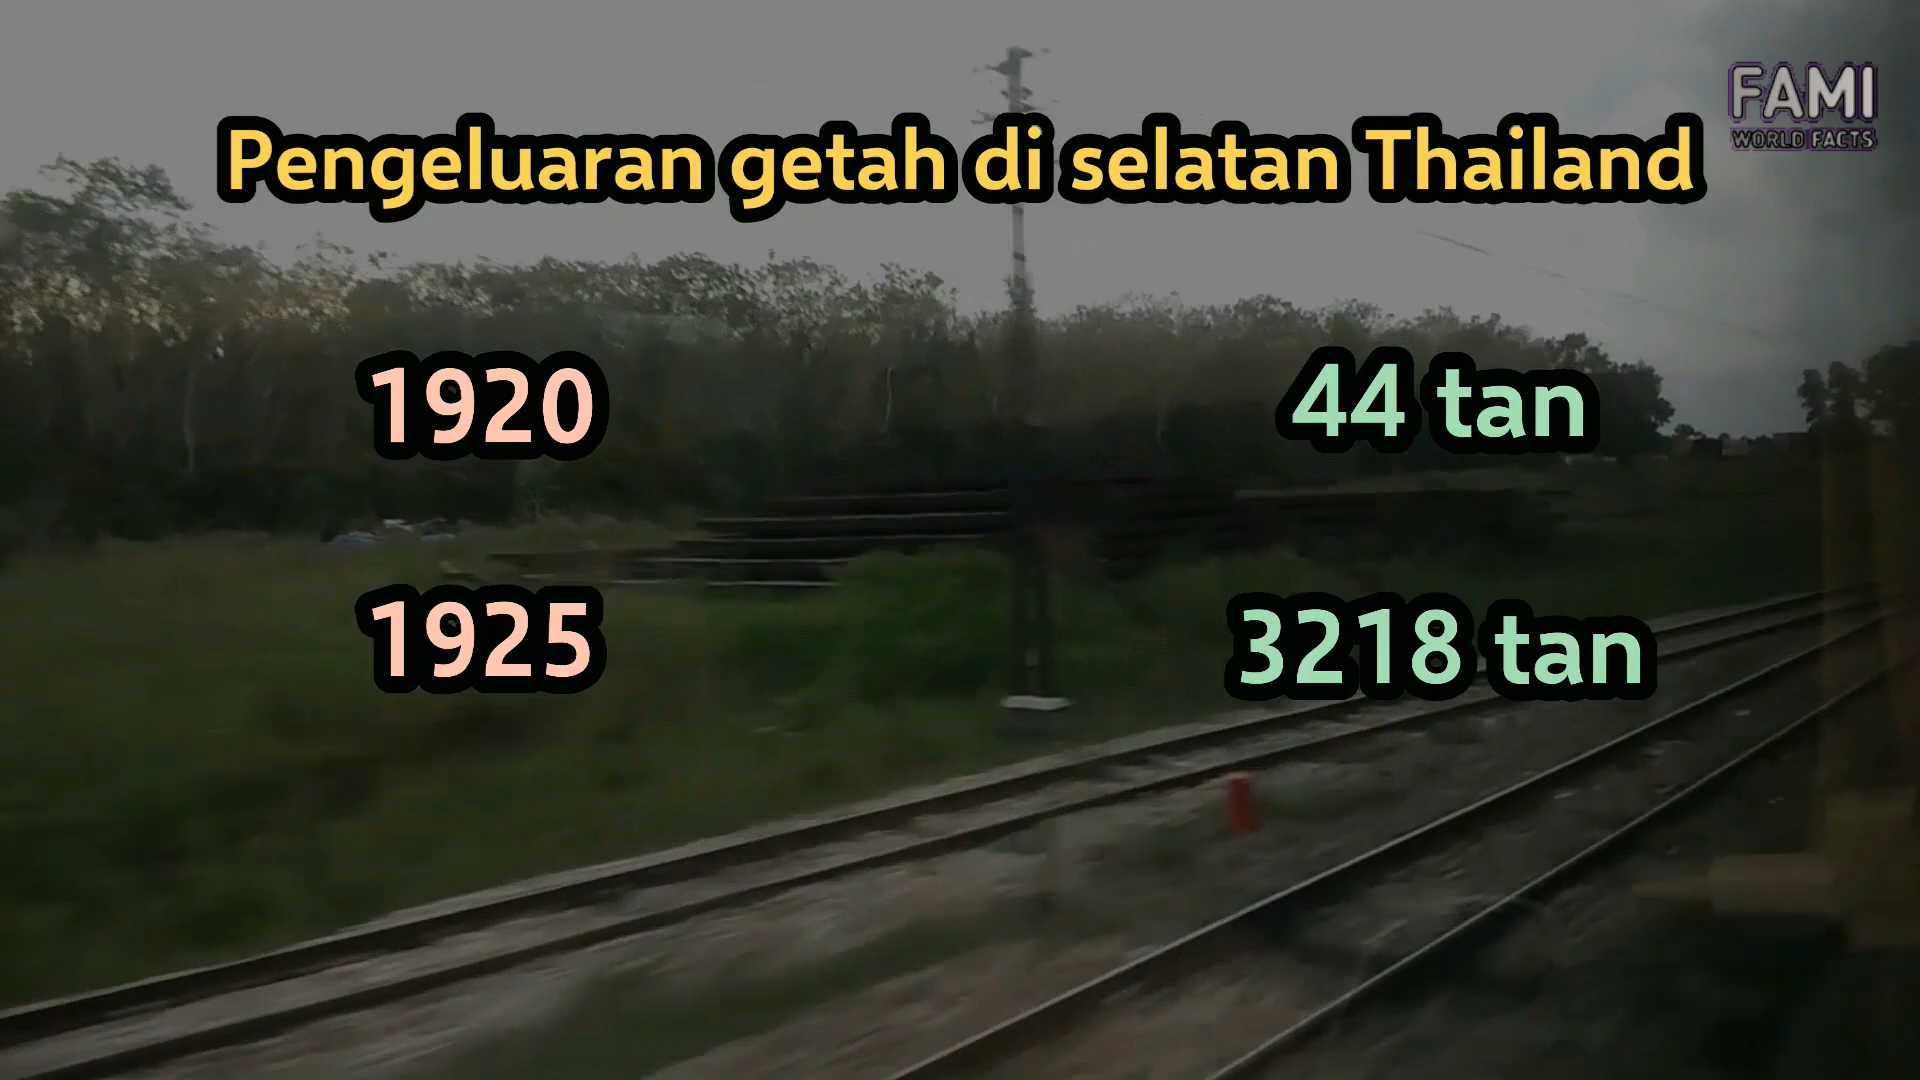 FAMI
WORLD FACTS
Pengeluaran getah di selatan Thailand
1920 44 tan
1925 3218 tan